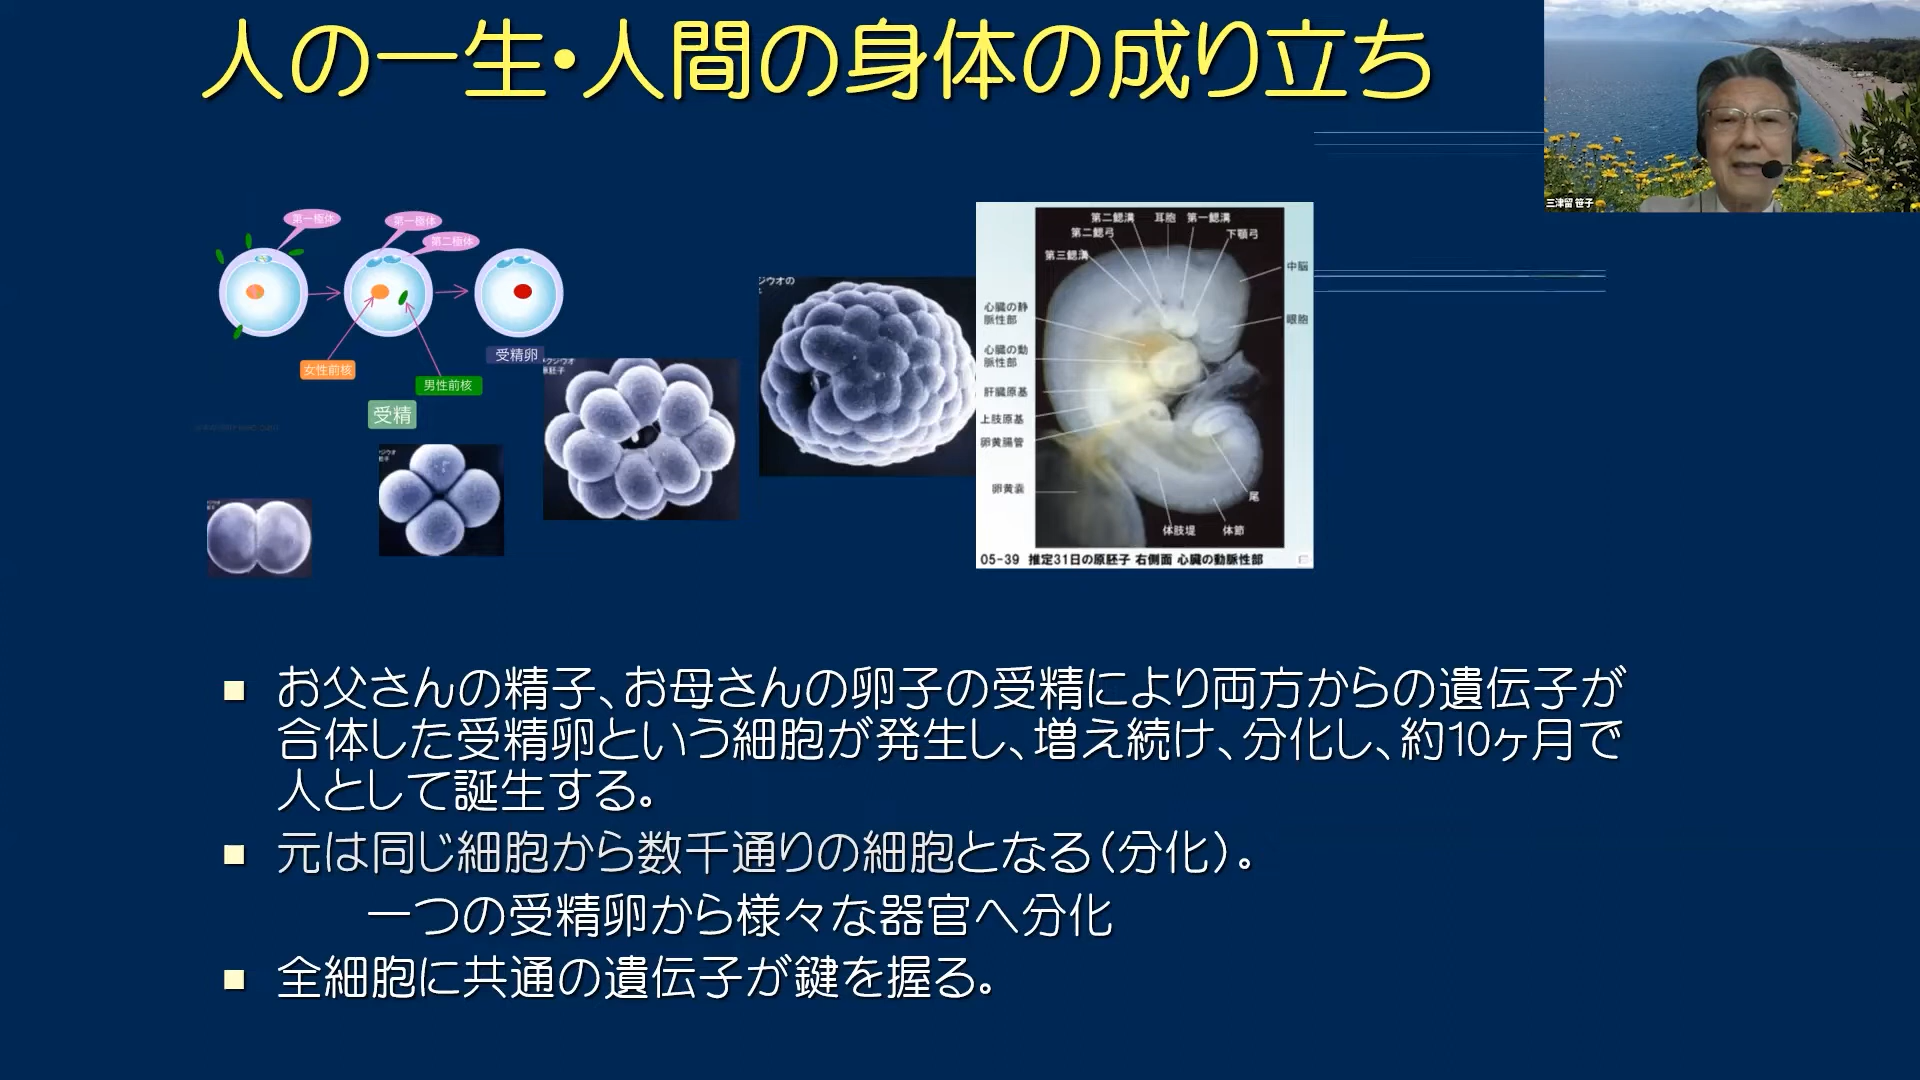 人の一生・人間の身体の成り立ち
三津留 笹子
第一極体
第一極体
第二極体
女性前核
男性前核
受精卵
受精
ジウオの
第二鰓溝 耳胞 第一鰓溝
第二鰓弓 下顎弓
第三鰓溝
中脳
心臓の静
脈性部
眼胞
心臓の動
脈性部
肝臓原基
上肢原基
卵黄腸管
卵黄嚢
尾
体肢堤 体節
05-39 推定31日の原胚子 右側面 心臓の動脈性部
■ お父さんの精子、お母さんの卵子の受精により両方からの遺伝子が
合体した受精卵という細胞が発生し、増え続け、分化し、約10ヶ月で
人として誕生する。
■ 元は同じ細胞から数千通りの細胞となる(分化)。
一つの受精卵から様々な器官へ分化
■ 全細胞に共通の遺伝子が鍵を握る。